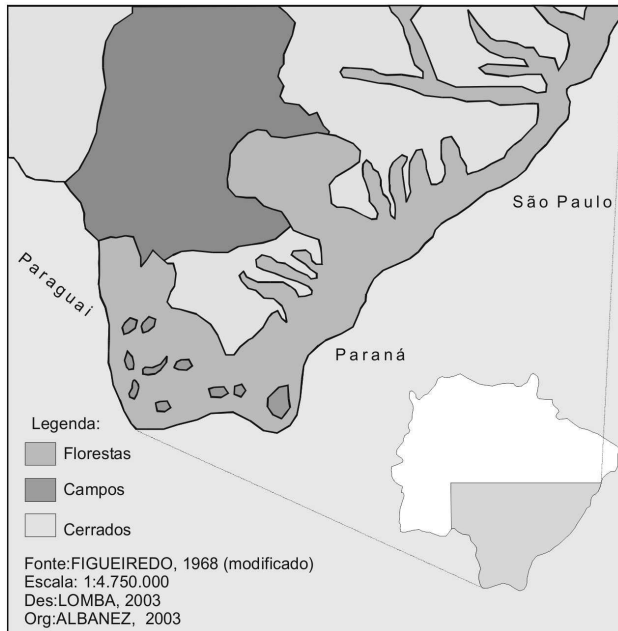 São Paulo
Paraguai
Paraná
Legenda:
Florestas
Campos
Cerrados
Fonte:FIGUEIREDO, 1968 (modificado)
Escala: 1:4.750.000
Des:LOMBA, 2003
Org:ALBANEZ, 2003